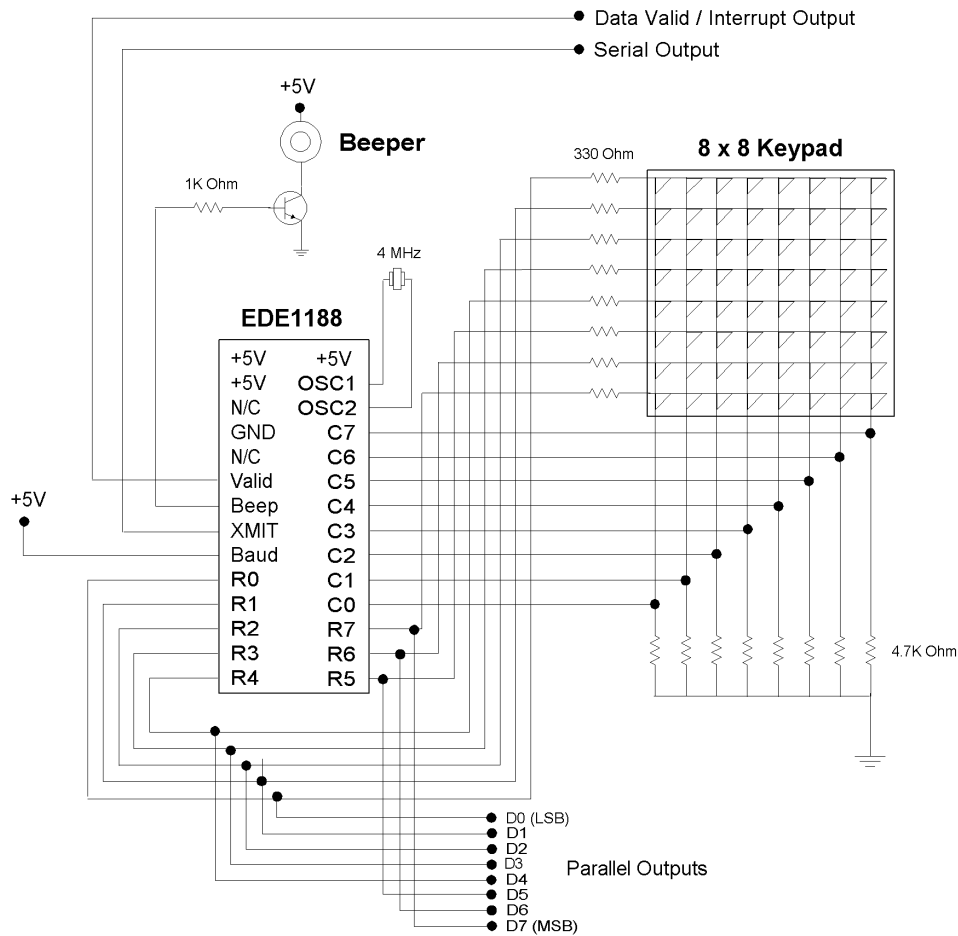 Data Valid / Interrupt Output
Serial Output
+5V
Beeper
1K Ohm
330 Ohm
8 x 8 Keypad
4 MHz
EDE1188
+5V +5V
+5V OSC1
N/C OSC2
GND C7
N/C C6
Valid C5
Beep C4
XMIT C3
Baud C2
R0 C1
R1 C0
R2 R7
R3 R6
R4 R5
+5V
4.7K Ohm
D0 (LSB)
D1
D2
D3
D4
D5
D6
D7 (MSB)
Parallel Outputs